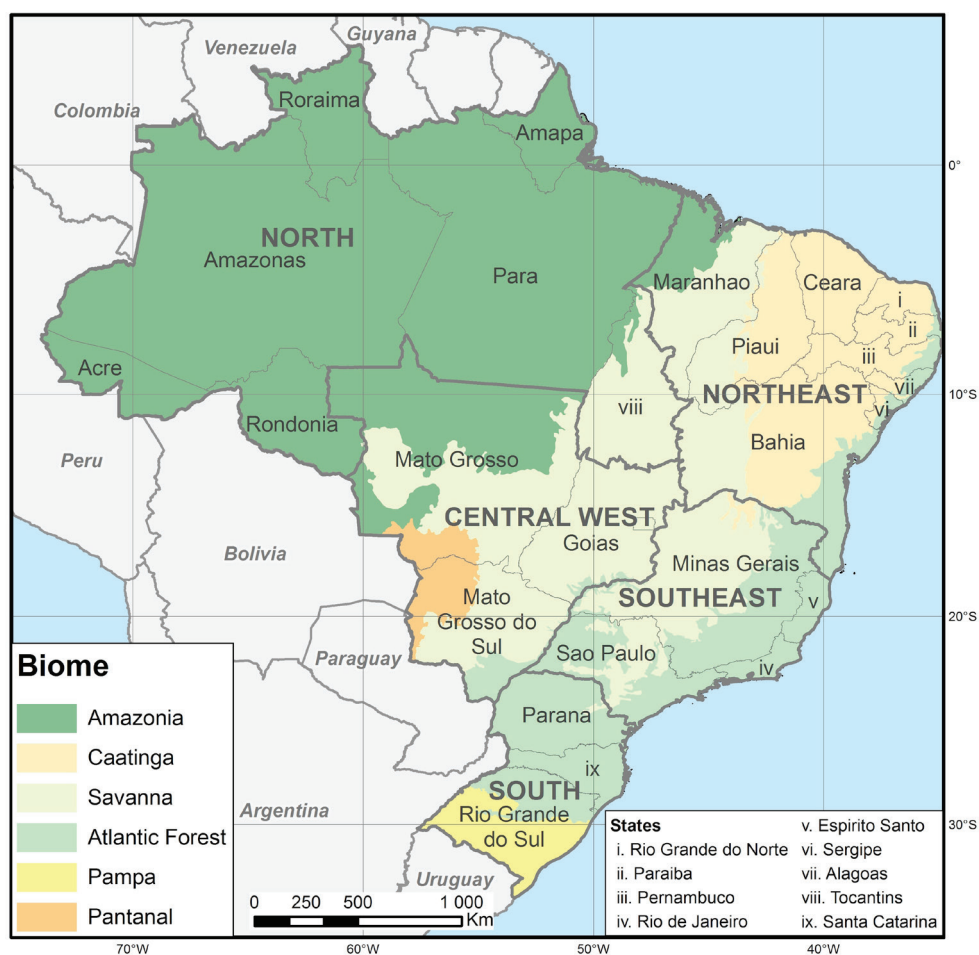 Guyana
Venezuela
Colombia
Roraima
Amapa
0°
NORTH
Amazonas
Para
Maranhao
Ceara
i
ii
iii
Piaui
Acre
viii
NORTHEAST
vii
vi
10°S
Rondonia
Bahia
Mato Grosso
Peru
CENTRAL WEST
Goias
Bolivia
Minas Gerais
SOUTHEAST
v
Mato
Grosso do
Sul
20°S
Sao Paulo
iv
Paraguay
Parana
ix
SOUTH
Rio Grande
do Sul
Argentina
Uruguay
30°S
Biome
Amazonia
Caatinga
Savanna
Atlantic Forest
Pampa
Pantanal
0 250 500 1 000
Km
States
i. Rio Grande do Norte
ii. Paraiba
iii. Pernambuco
iv. Rio de Janeiro
v. Espirito Santo
vi. Sergipe
vii. Alagoas
viii. Tocantins
ix. Santa Catarina
70°W 60°W 50°W 40°W